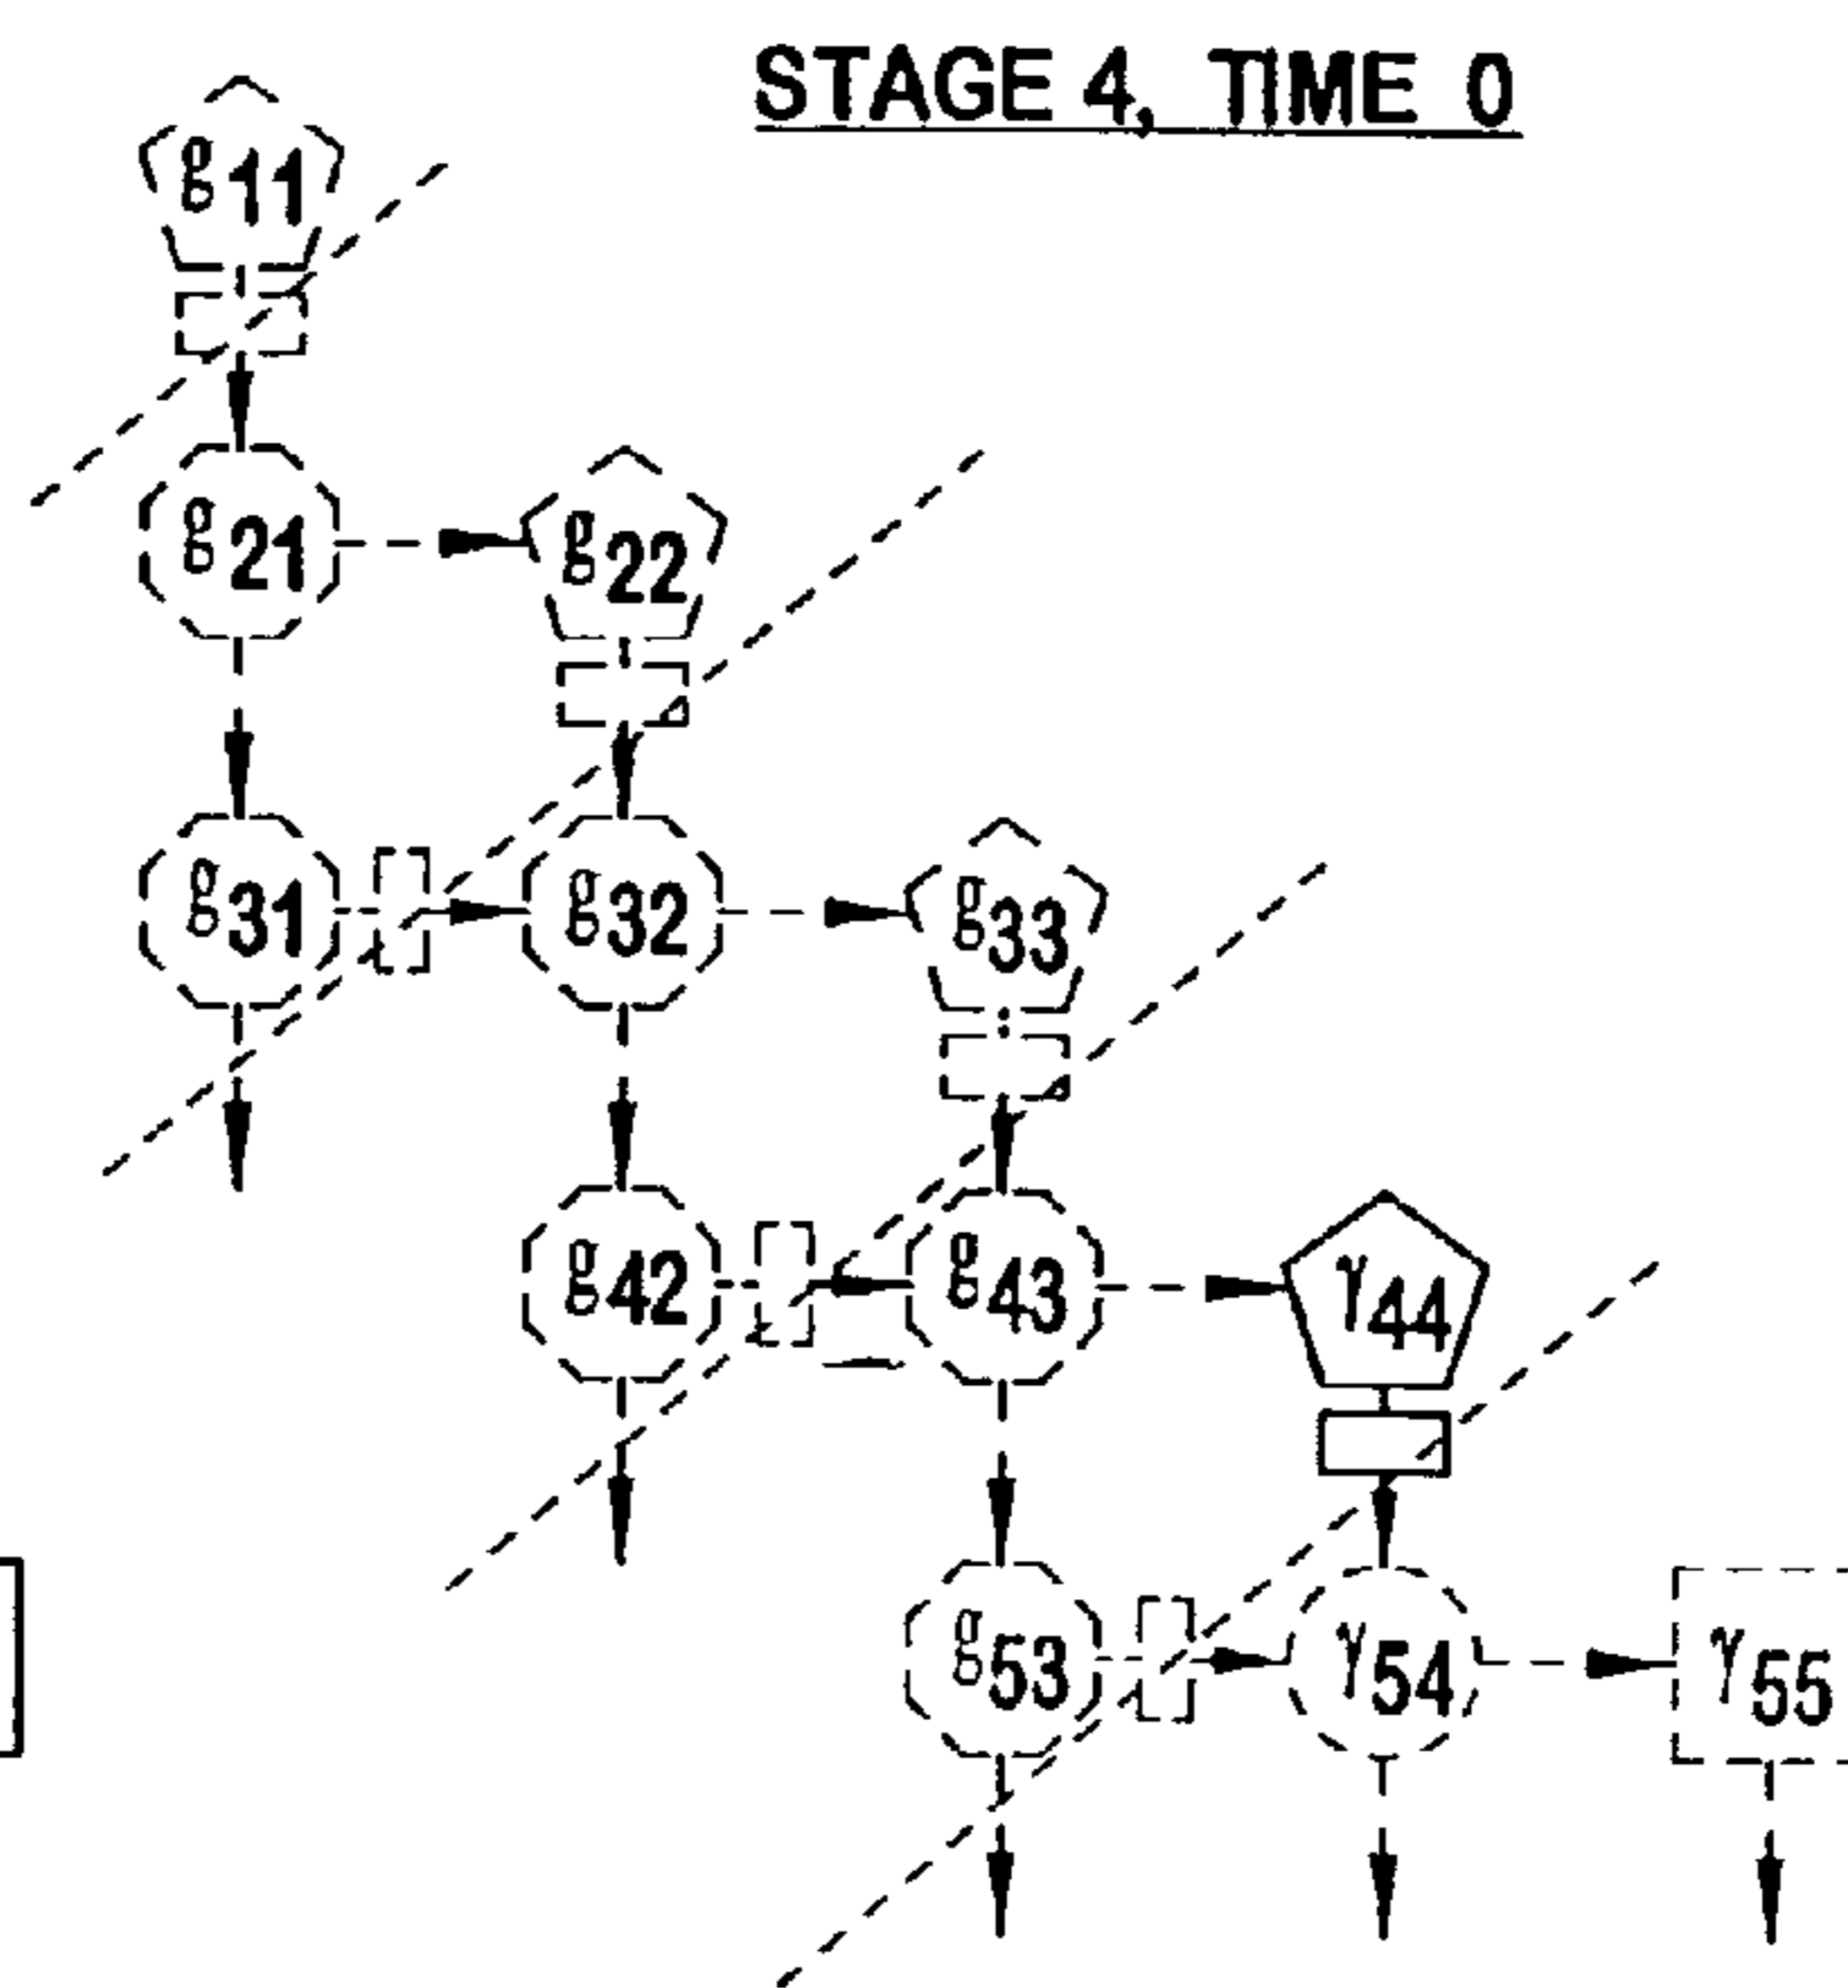 STAGE 4, TIME 0
g11
g21 g22
g31 g32 g33
g42 g43 γ44
g53 γ54 γ55